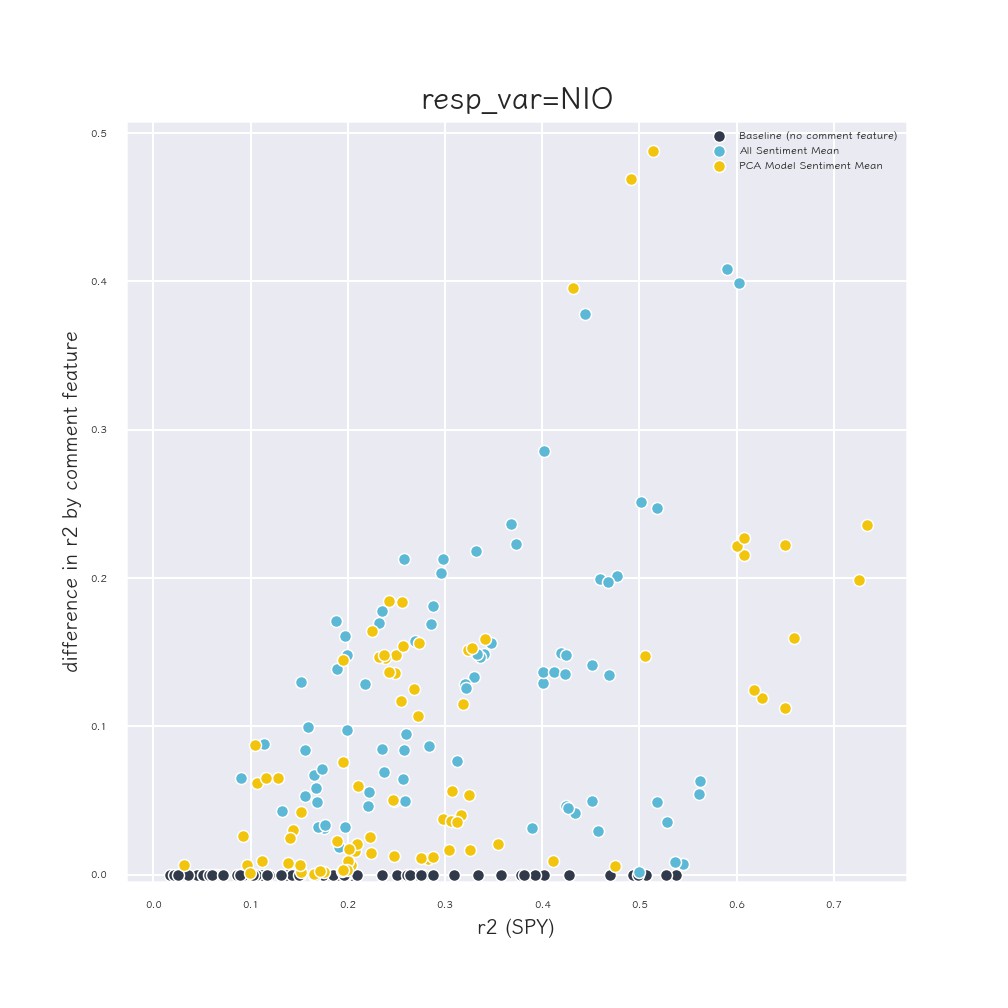 resp_var=NIO
Baseline (no comment feature)
All Sentiment Mean
PCA Model Sentiment Mean
difference in r2 by comment feature
0.5
0.4
0.3
0.2
0.1
0.0
0.0 0.1 0.2 0.3 0.4 0.5 0.6 0.7
r2 (SPY)